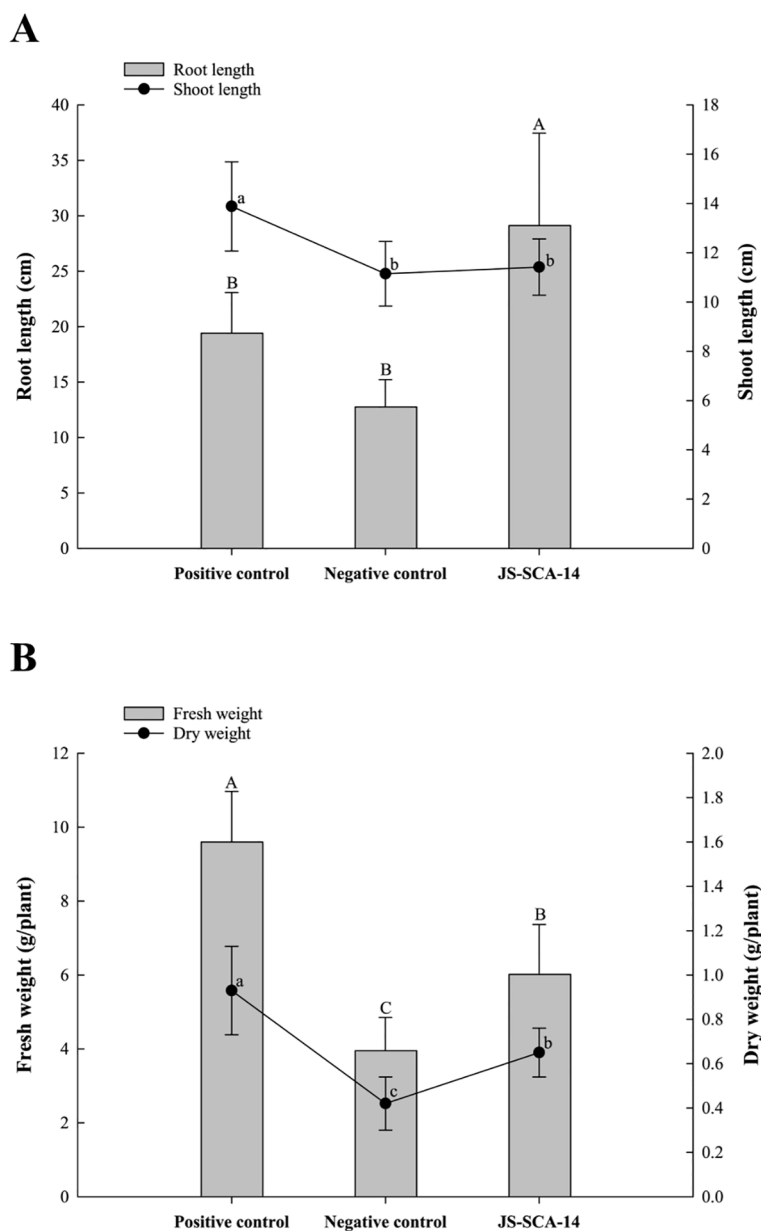 A
Root length
Shoot length
40
35
30
25
20
15
10
5
0
Root length (cm)
18
16
14
12
10
8
6
4
2
0
Shoot length (cm)
a
b
b
B
B
A
Positive control
Negative control
JS-SCA-14
B
Fresh weight
Dry weight
12
10
8
6
4
2
0
Fresh weight (g/plant)
2.0
1.8
1.6
1.4
1.2
1.0
0.8
0.6
0.4
0.2
0.0
Dry weight (g/plant)
A
C
B
a
c
b
Positive control
Negative control
JS-SCA-14